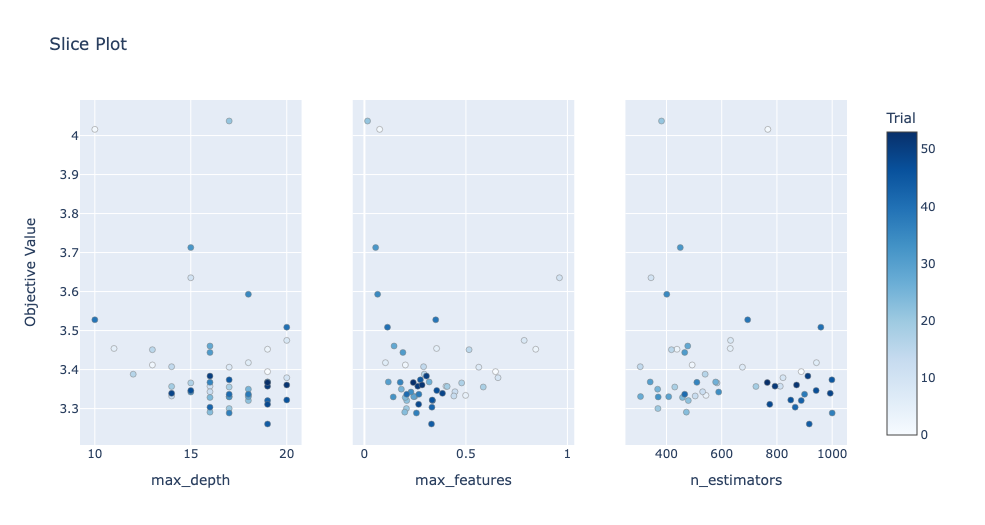 Slice Plot
Trial
Objective Value
4
3.9
3.8
3.7
3.6
3.5
3.4
3.3
10 15 20
0 0.5 1
400 600 800 1000
max_depth
max_features
n_estimators
50
40
30
20
10
0